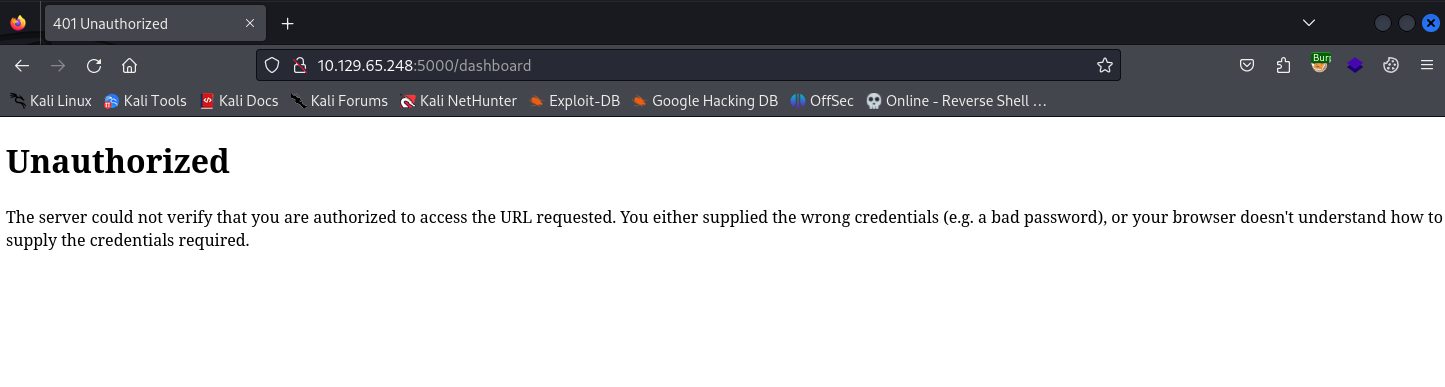 401 Unauthorized
10.129.65.248:5000/dashboard
Burp
Kali Linux Kali Tools Kali Docs Kali Forums Kali NetHunter Exploit-DB Google Hacking DB OffSec Online - Reverse Shell …
Unauthorized
The server could not verify that you are authorized to access the URL requested. You either supplied the wrong credentials (e.g. a bad password), or your browser doesn't understand how to
supply the credentials required.